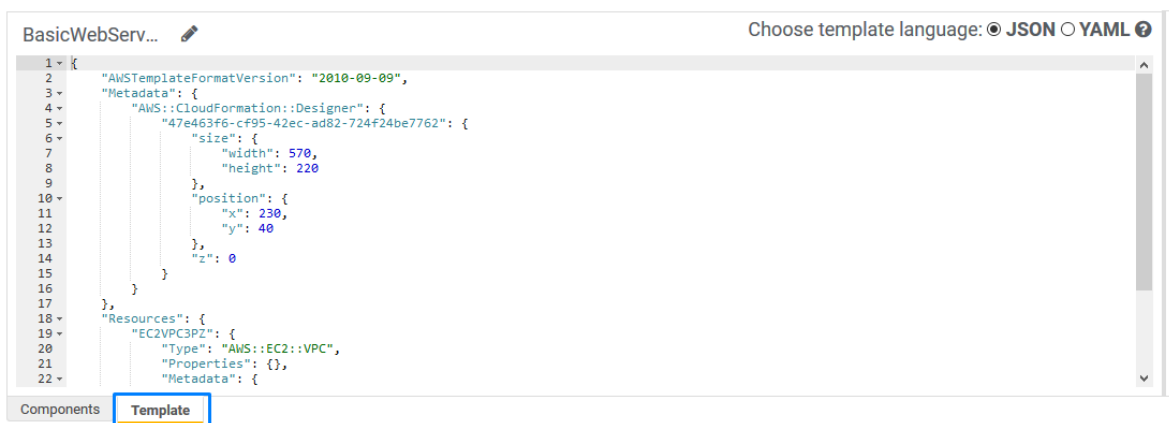 BasicWebServ...
Choose template language: JSON YAML
1 {
2 "AWSTemplateFormatVersion": "2010-09-09",
3 "Metadata": {
4 "AWS::CloudFormation::Designer": {
5 "47e463f6-cf95-42ec-ad82-724f24be7762": {
6 "size": {
7 "width": 570,
8 "height": 220
9 },
10 "position": {
11 "x": 230,
12 "y": 40
13 },
14 "z": 0
15 }
16 }
17 },
18 "Resources": {
19 "EC2VPC3PZ": {
20 "Type": "AWS::EC2::VPC",
21 "Properties": {},
22 "Metadata": {
Components Template